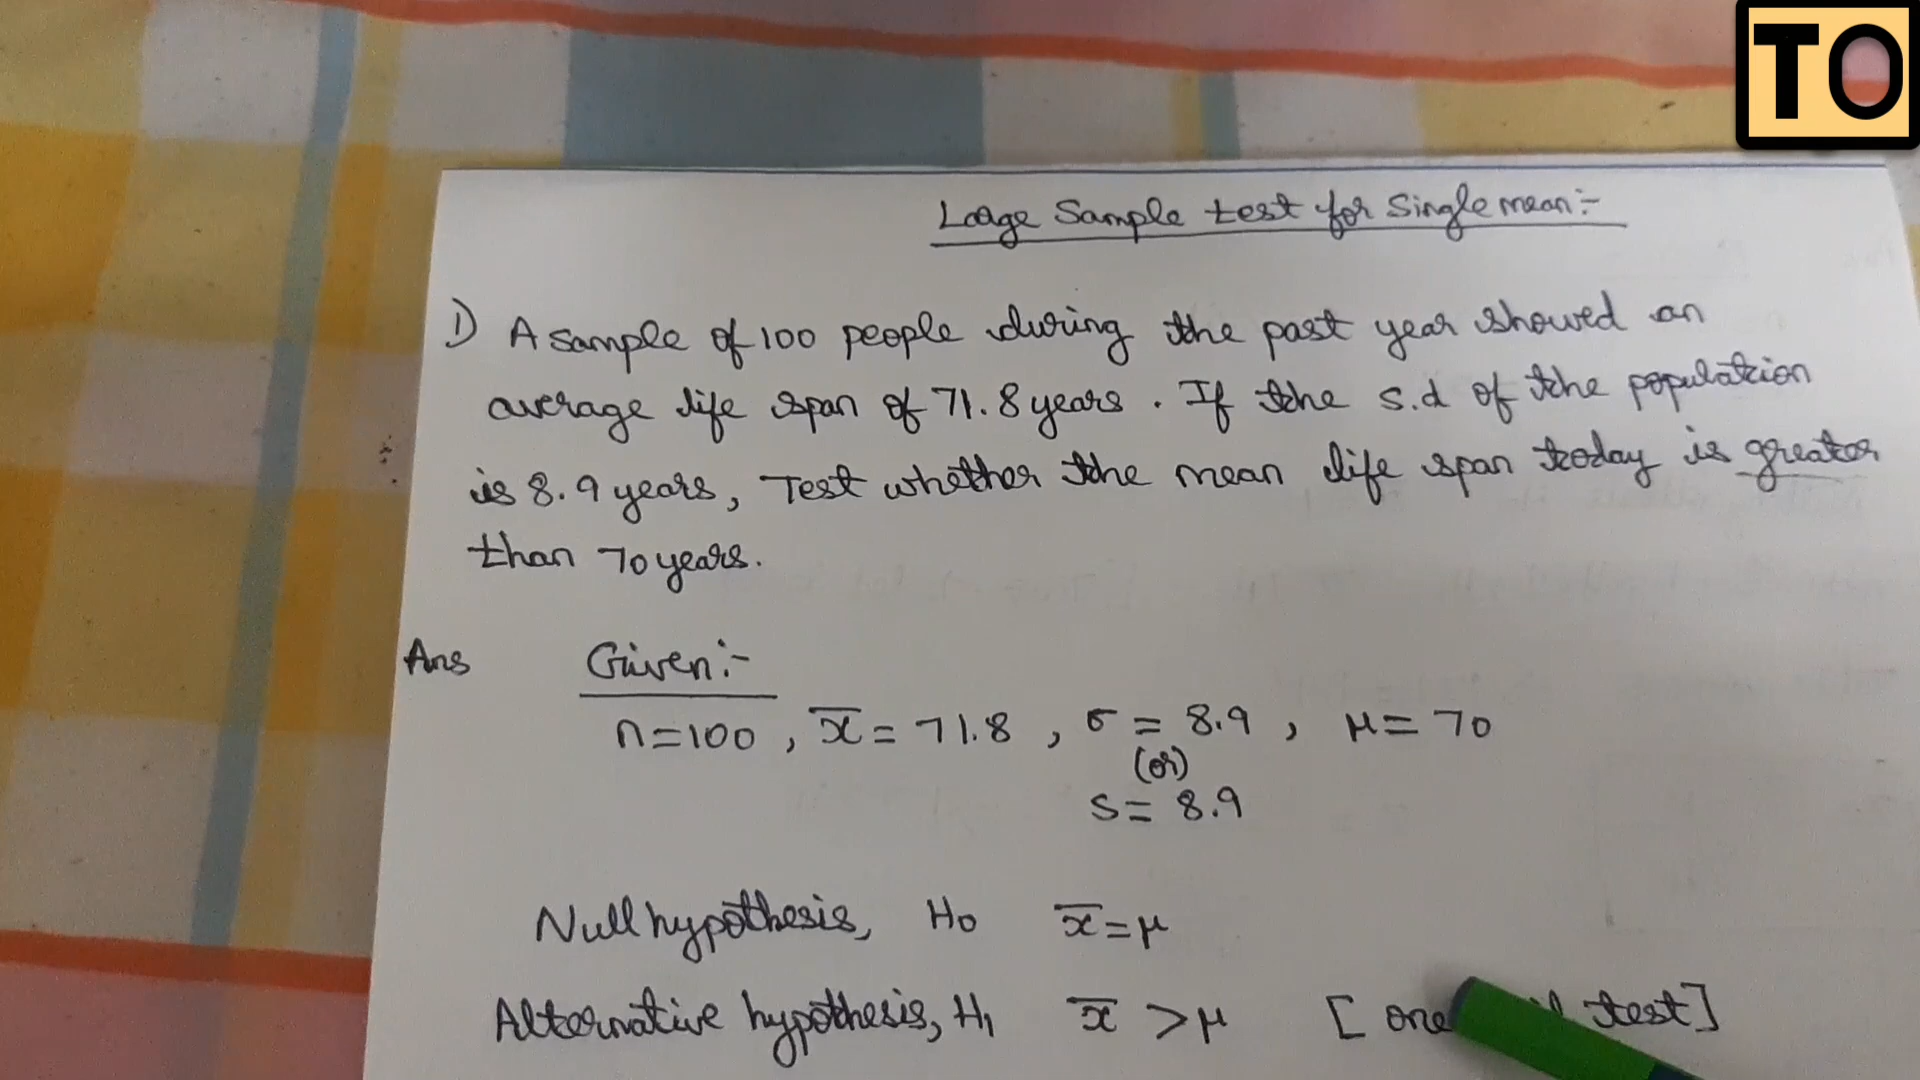 TO
Large Sample test for Single mean:-
1) A sample of 100 people during the past year showed an
average life span of 71.8 years. If the s.d of the population
is 8.9 years, Test whether the mean life span today is greater
than 70 years.
Ans Given:-
n=100, x̄ = 71.8, σ = 8.9, μ = 70
(or)
s = 8.9
Null hypothesis, H₀ x̄ = μ
Alternative hypothesis, H₁ x̄ > μ [one test]